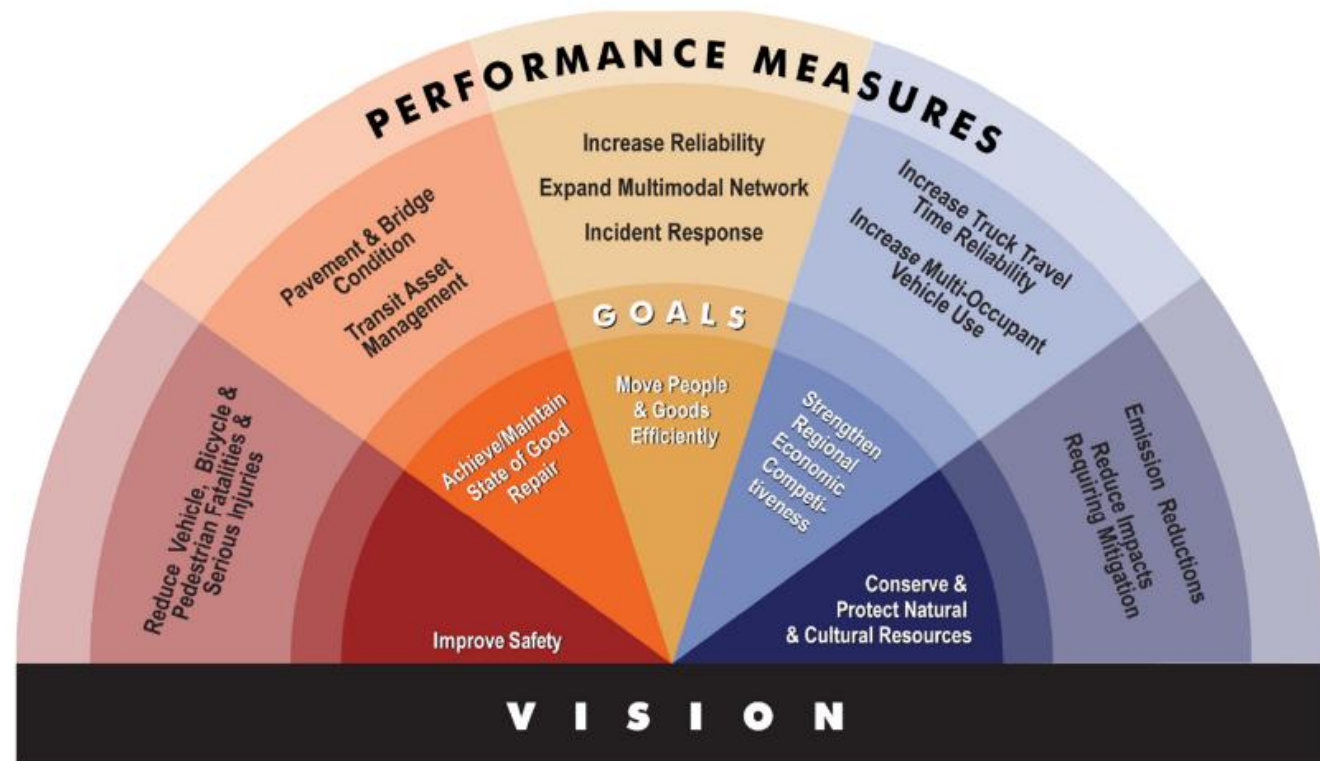 PERFORMANCE MEASURES
Reduce Vehicle, Bicycle &
Pedestrian Fatalities &
Serious Injuries
Pavement & Bridge
Condition
Transit Asset
Management
Increase Reliability
Expand Multimodal Network
Incident Response
Increase Truck Travel
Time Reliability
Increase Multi-Occupant
Vehicle Use
Emission Reductions
Reduce Impacts
Requiring Mitigation
GOALS
Improve Safety
Achieve/Maintain
State of Good
Repair
Move People
& Goods
Efficiently
Strengthen
Regional
Economic
Competi-
tiveness
Conserve &
Protect Natural
& Cultural Resources
VISION